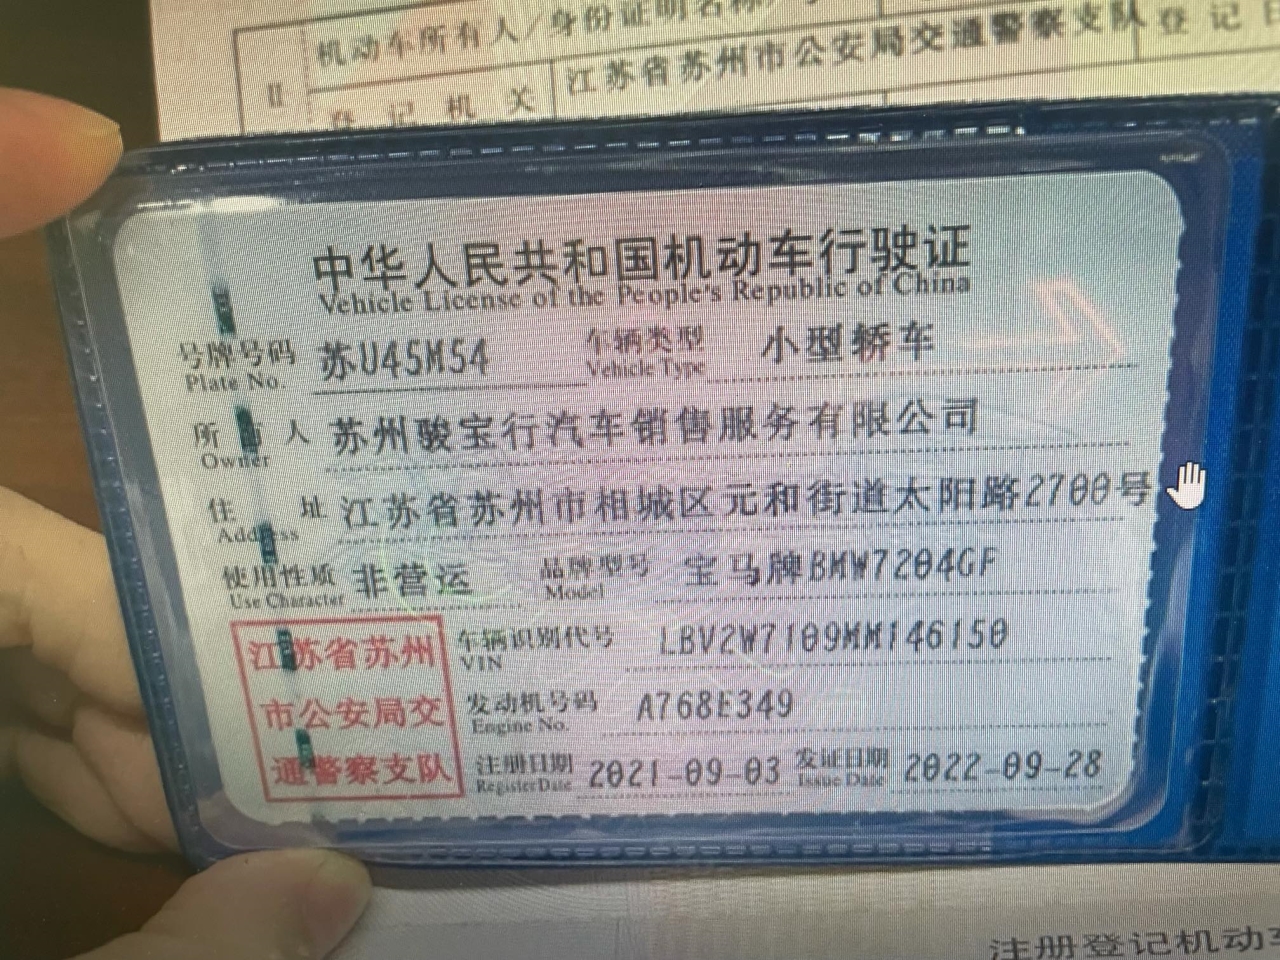 机动车所有人/身份证明名称/
II
登记机关 江苏省苏州市公安局交通警察支队 登记日
中华人民共和国机动车行驶证
Vehicle License of the People's Republic of China
号牌号码 苏U45M54 车辆类型 小型轿车
Plate No. Vehicle Type
所有人 苏州骏宝行汽车销售服务有限公司
Owner
住址 江苏省苏州市相城区元和街道太阳路2700号
Address
使用性质 非营运 品牌型号 宝马牌BMW7204GF
Use Character Model
江苏省苏州
市公安局交
通警察支队
车辆识别代号 LBV2W7109MM146150
VIN
发动机号码 A768E349
Engine No.
注册日期 2021-09-03 发证日期 2022-09-28
Register Date Issue Date
注册登记机动车